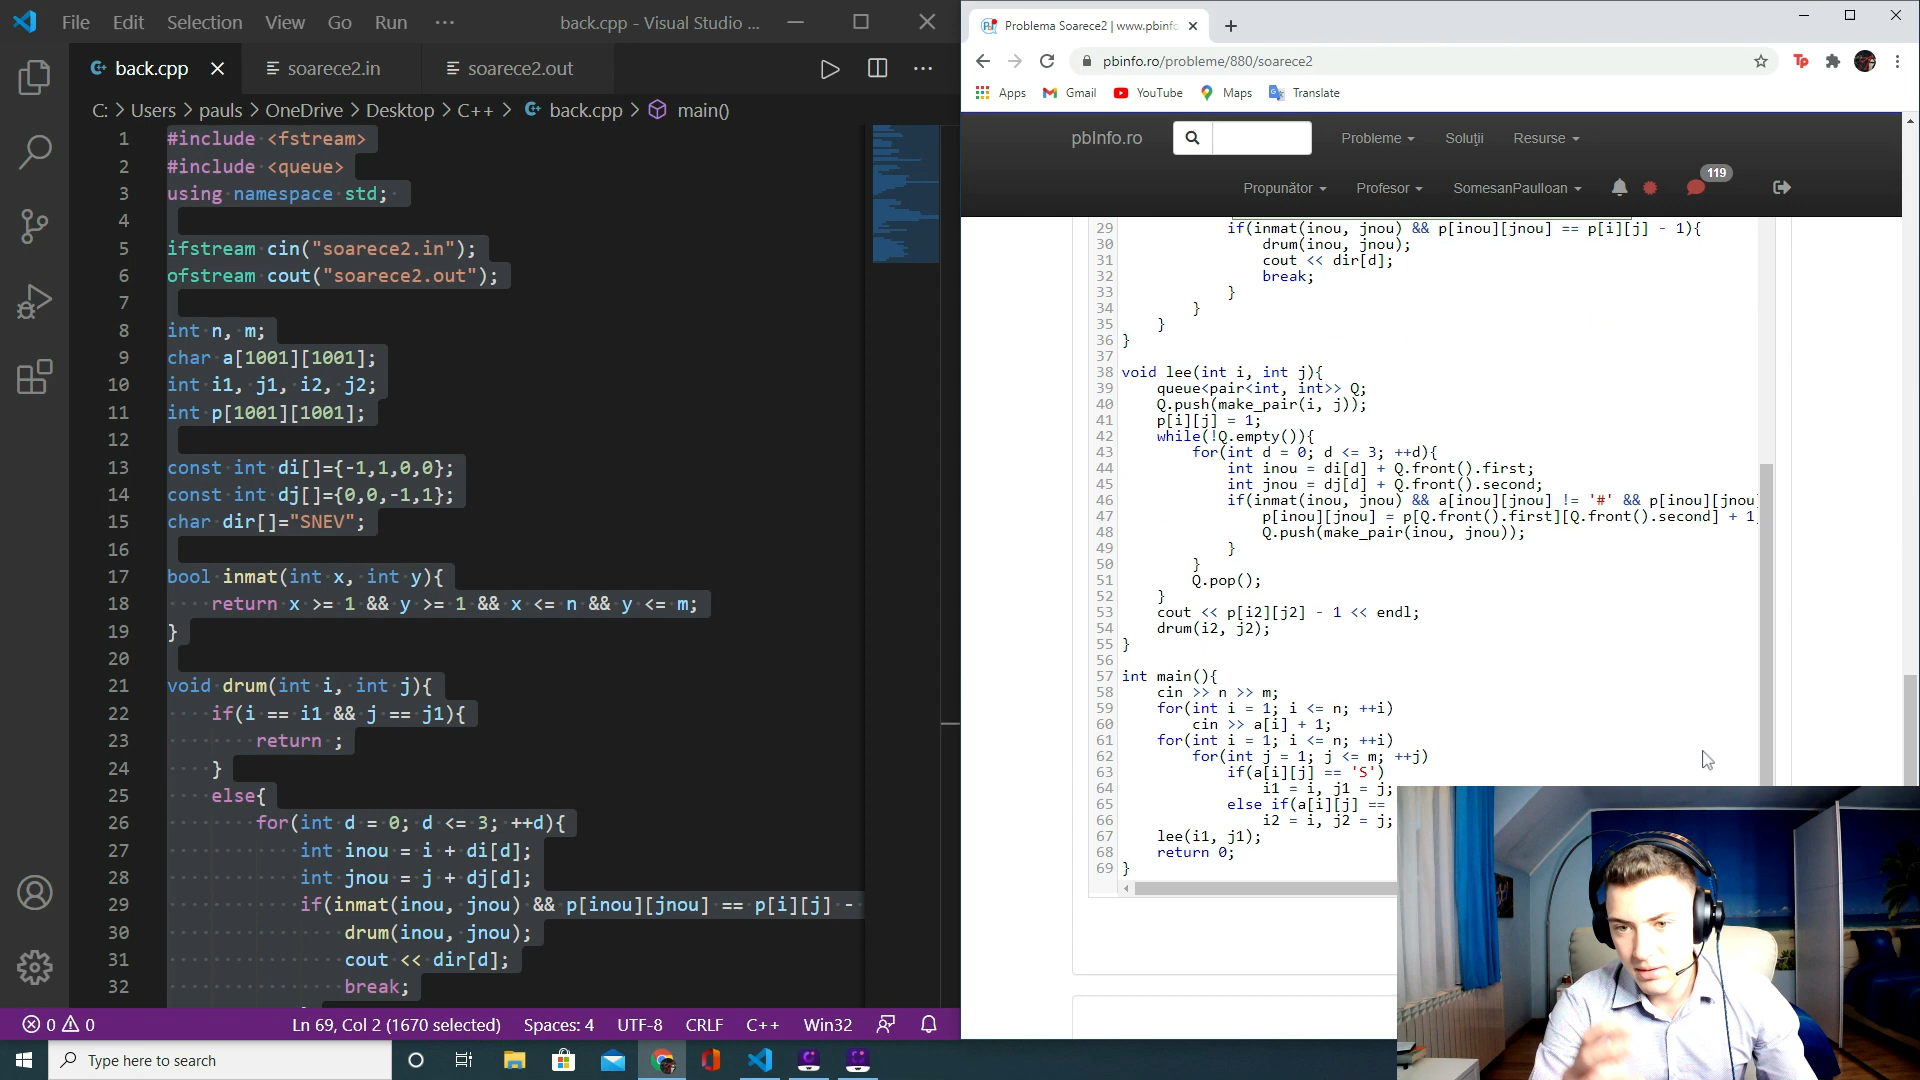 File Edit Selection View Go Run ··· back.cpp - Visual Studio ...
back.cpp soarece2.in soarece2.out
C: > Users > pauls > OneDrive > Desktop > C++ > back.cpp > main()
1 #include <fstream>
2 #include <queue>
3 using namespace std;
4
5 ifstream cin("soarece2.in");
6 ofstream cout("soarece2.out");
7
8 int n, m;
9 char a[1001][1001];
10 int i1, j1, i2, j2;
11 int p[1001][1001];
12
13 const int di[]={-1,1,0,0};
14 const int dj[]={0,0,-1,1};
15 char dir[]="SNEV";
16
17 bool inmat(int x, int y){
18 return x >= 1 && y >= 1 && x <= n && y <= m;
19 }
20
21 void drum(int i, int j){
22 if(i == i1 && j == j1){
23 return ;
24 }
25 else{
26 for(int d = 0; d <= 3; ++d){
27 int inou = i + di[d];
28 int jnou = j + dj[d];
29 if(inmat(inou, jnou) && p[inou][jnou] == p[i][j] -
30 drum(inou, jnou);
31 cout << dir[d];
32 break;
0 0 Ln 69, Col 2 (1670 selected) Spaces: 4 UTF-8 CRLF C++ Win32
Type here to search
Problema Soarece2 | www.pbinfo
pbinfo.ro/probleme/880/soarece2
Tp
Apps Gmail YouTube Maps Translate
pbInfo.ro Probleme Soluții Resurse
Propunător Profesor SomesanPaulIoan 119
29 if(inmat(inou, jnou) && p[inou][jnou] == p[i][j] - 1){
30 drum(inou, jnou);
31 cout << dir[d];
32 break;
33 }
34 }
35 }
36 }
37
38 void lee(int i, int j){
39 queue<pair<int, int>> Q;
40 Q.push(make_pair(i, j));
41 p[i][j] = 1;
42 while(!Q.empty()){
43 for(int d = 0; d <= 3; ++d){
44 int inou = di[d] + Q.front().first;
45 int jnou = dj[d] + Q.front().second;
46 if(inmat(inou, jnou) && a[inou][jnou] != '#' && p[inou][jnou
47 p[inou][jnou] = p[Q.front().first][Q.front().second] + 1
48 Q.push(make_pair(inou, jnou));
49 }
50 }
51 Q.pop();
52 }
53 cout << p[i2][j2] - 1 << endl;
54 drum(i2, j2);
55 }
56
57 int main(){
58 cin >> n >> m;
59 for(int i = 1; i <= n; ++i)
60 cin >> a[i] + 1;
61 for(int i = 1; i <= n; ++i)
62 for(int j = 1; j <= m; ++j)
63 if(a[i][j] == 'S')
64 i1 = i, j1 = j;
65 else if(a[i][j] ==
66 i2 = i, j2 = j;
67 lee(i1, j1);
68 return 0;
69 }